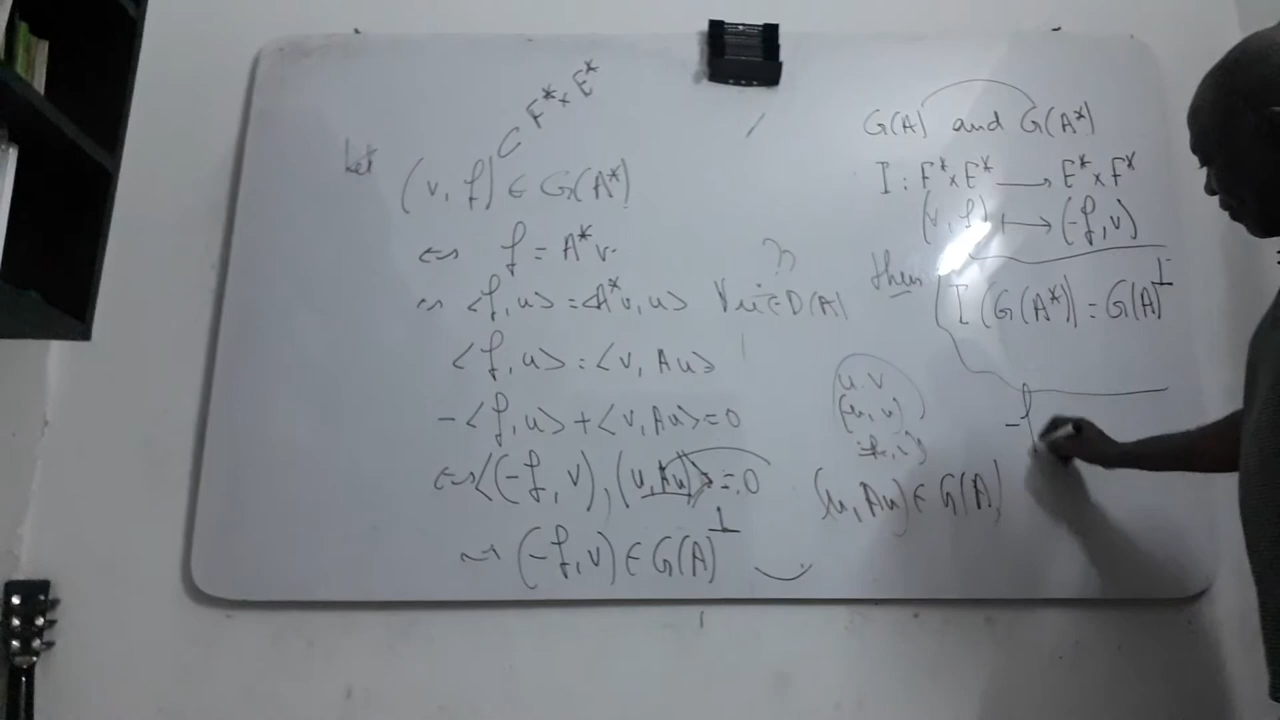 Let (v, f) ∈ G(A*) ⊂ F* × E*
⇔ f = A*v.
⇔ <f, u> = <A*v, u> ∀u ∈ D(A)
<f, u> = <v, Au>
-<f, u> + <v, Au> = 0
⇔ <(-f, v), (u, Au)> = 0
⇔ (-f, v) ∈ G(A)^⊥
G(A) and G(A*)
I : F* × E* → E* × F*
(v, f) ↦ (-f, v)
then I(G(A*)) = G(A)^⊥
u.v
(u, v)
(u, Au) ∈ G(A)
-f